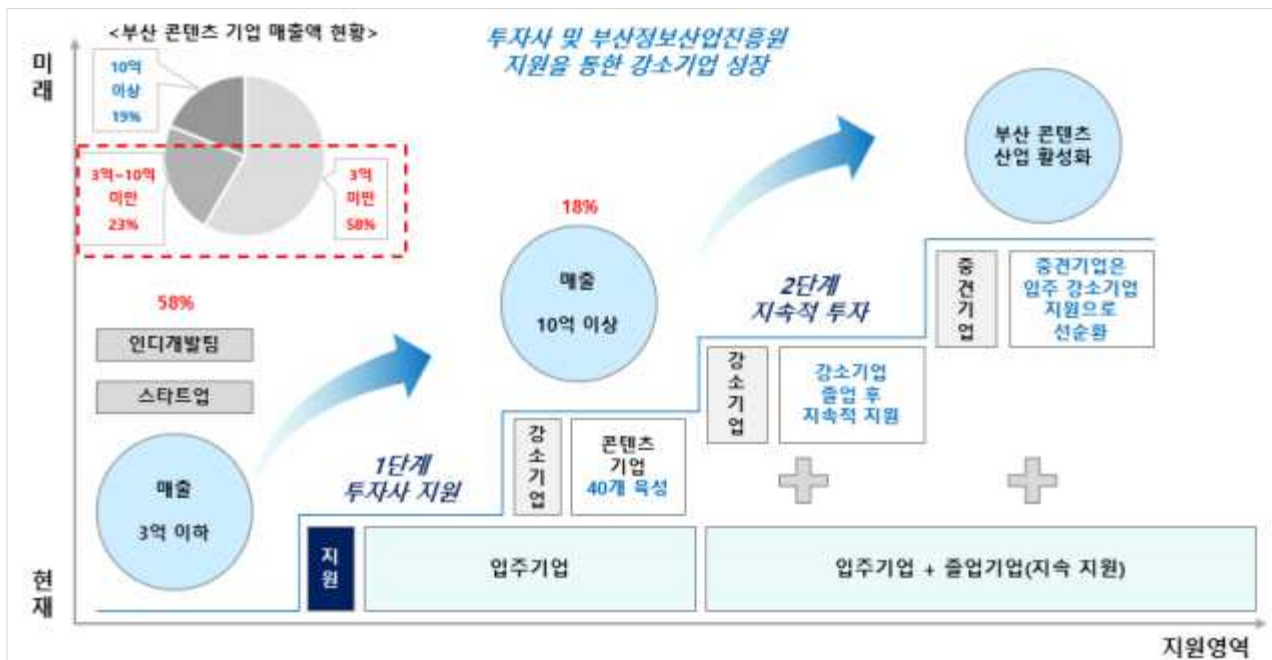 <부산 콘텐츠 기업 매출액 현황>
투자사 및 부산정보산업진흥원
지원을 통한 강소기업 성장
미
래
10억
이상
19%
3억~10억
미만
23%
3억
미만
58%
부산 콘텐츠
산업 활성화
18%
매출
10억 이상
2단계
지속적 투자
중
견
기
업
중견기업은
입주 강소기업
지원으로
선순환
58%
인디개발팀
스타트업
강
소
기
업
강소기업
졸업 후
지속적 지원
1단계
투자사 지원
강
소
기
업
콘텐츠
기업
40개 육성
매출
3억 이하
지
원
입주기업
입주기업 + 졸업기업(지속 지원)
현
재
지원영역